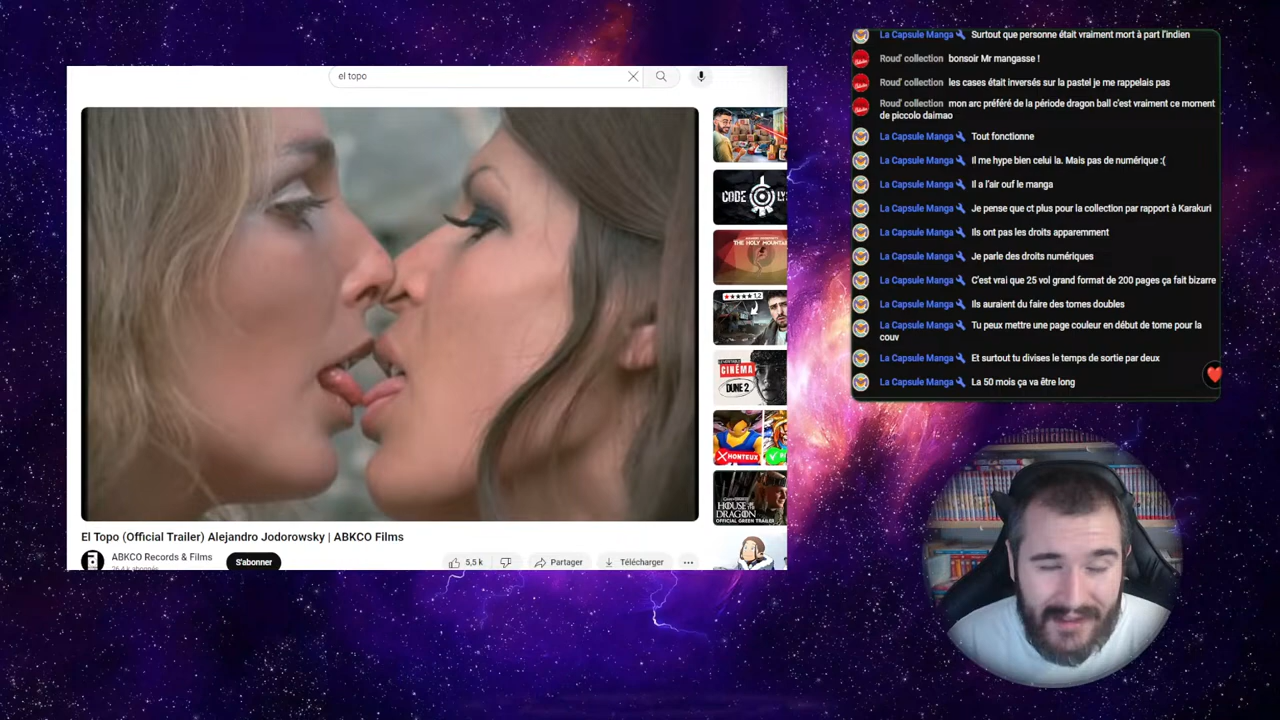 el topo
CODE
THE HOLY MOUNTAIN
1,2
CINÉMA
DUNE 2
HONTEUX
HOUSE
OF THE
DRAGON
OFFICIAL GREEN TRAILER
El Topo (Official Trailer) Alejandro Jodorowsky | ABKCO Films
ABKCO Records & Films
S'abonner
5,5 k
Partager
Télécharger
La Capsule Manga Surtout que personne était vraiment mort à part l'indien
Roud' collection bonsoir Mr mangasse !
Roud' collection les cases était inversés sur la pastel je me rappelais pas
Roud' collection mon arc préféré de la période dragon ball c'est vraiment ce moment
de piccolo daimao
La Capsule Manga Tout fonctionne
La Capsule Manga Il me hype bien celui la. Mais pas de numérique :(
La Capsule Manga Il a l'air ouf le manga
La Capsule Manga Je pense que ct plus pour la collection par rapport à Karakuri
La Capsule Manga Ils ont pas les droits apparemment
La Capsule Manga Je parle des droits numériques
La Capsule Manga C'est vrai que 25 vol grand format de 200 pages ça fait bizarre
La Capsule Manga Ils auraient du faire des tomes doubles
La Capsule Manga Tu peux mettre une page couleur en début de tome pour la
couv
La Capsule Manga Et surtout tu divises le temps de sortie par deux
La Capsule Manga La 50 mois ça va être long